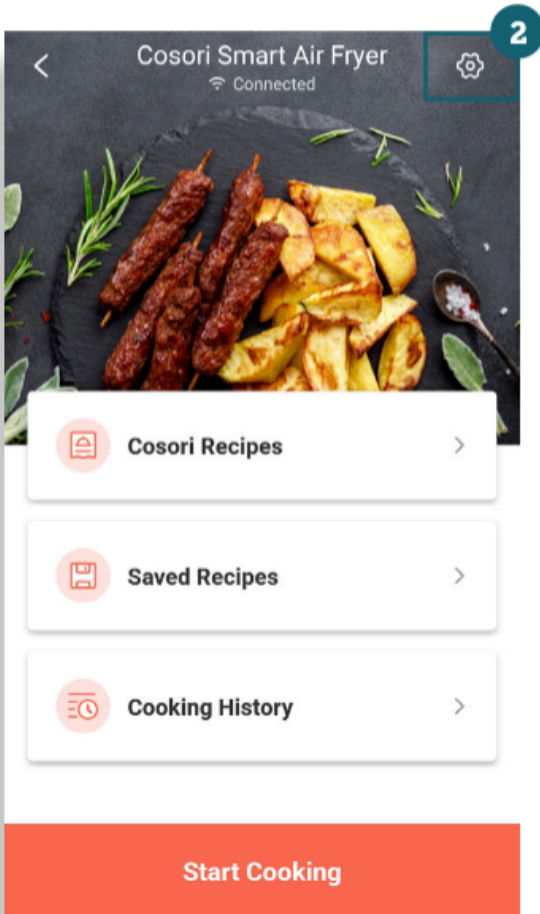 2
Cosori Smart Air Fryer
Connected
Cosori Recipes
Saved Recipes
Cooking History
Start Cooking